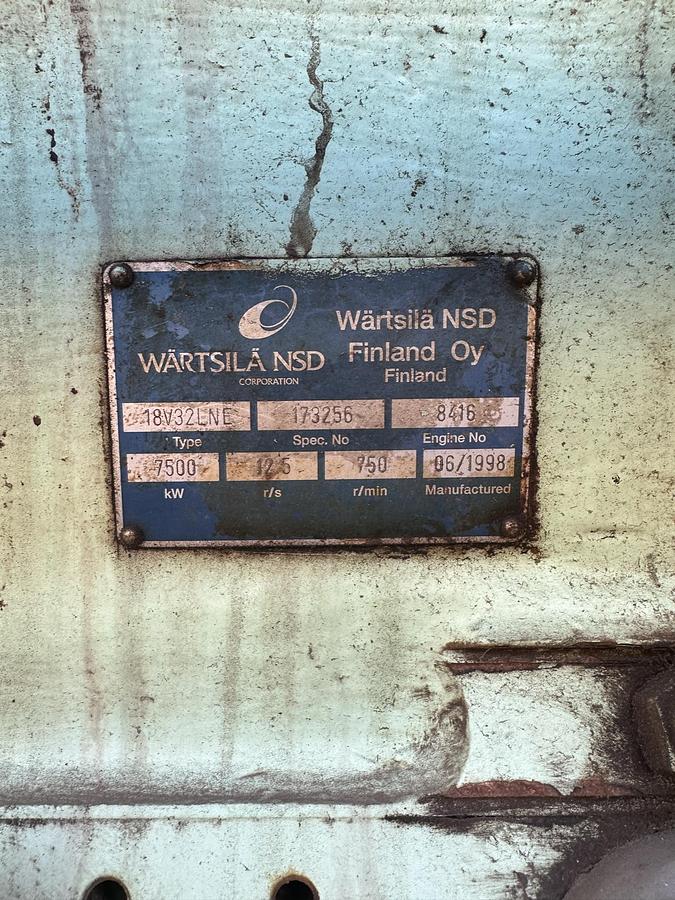 WÄRTSILÄ NSD
CORPORATION
Wärtsilä NSD
Finland Oy
Finland
18V32LNE 173256 8416
Type Spec. No Engine No
7500 12.5 750 06/1998
kW r/s r/min Manufactured